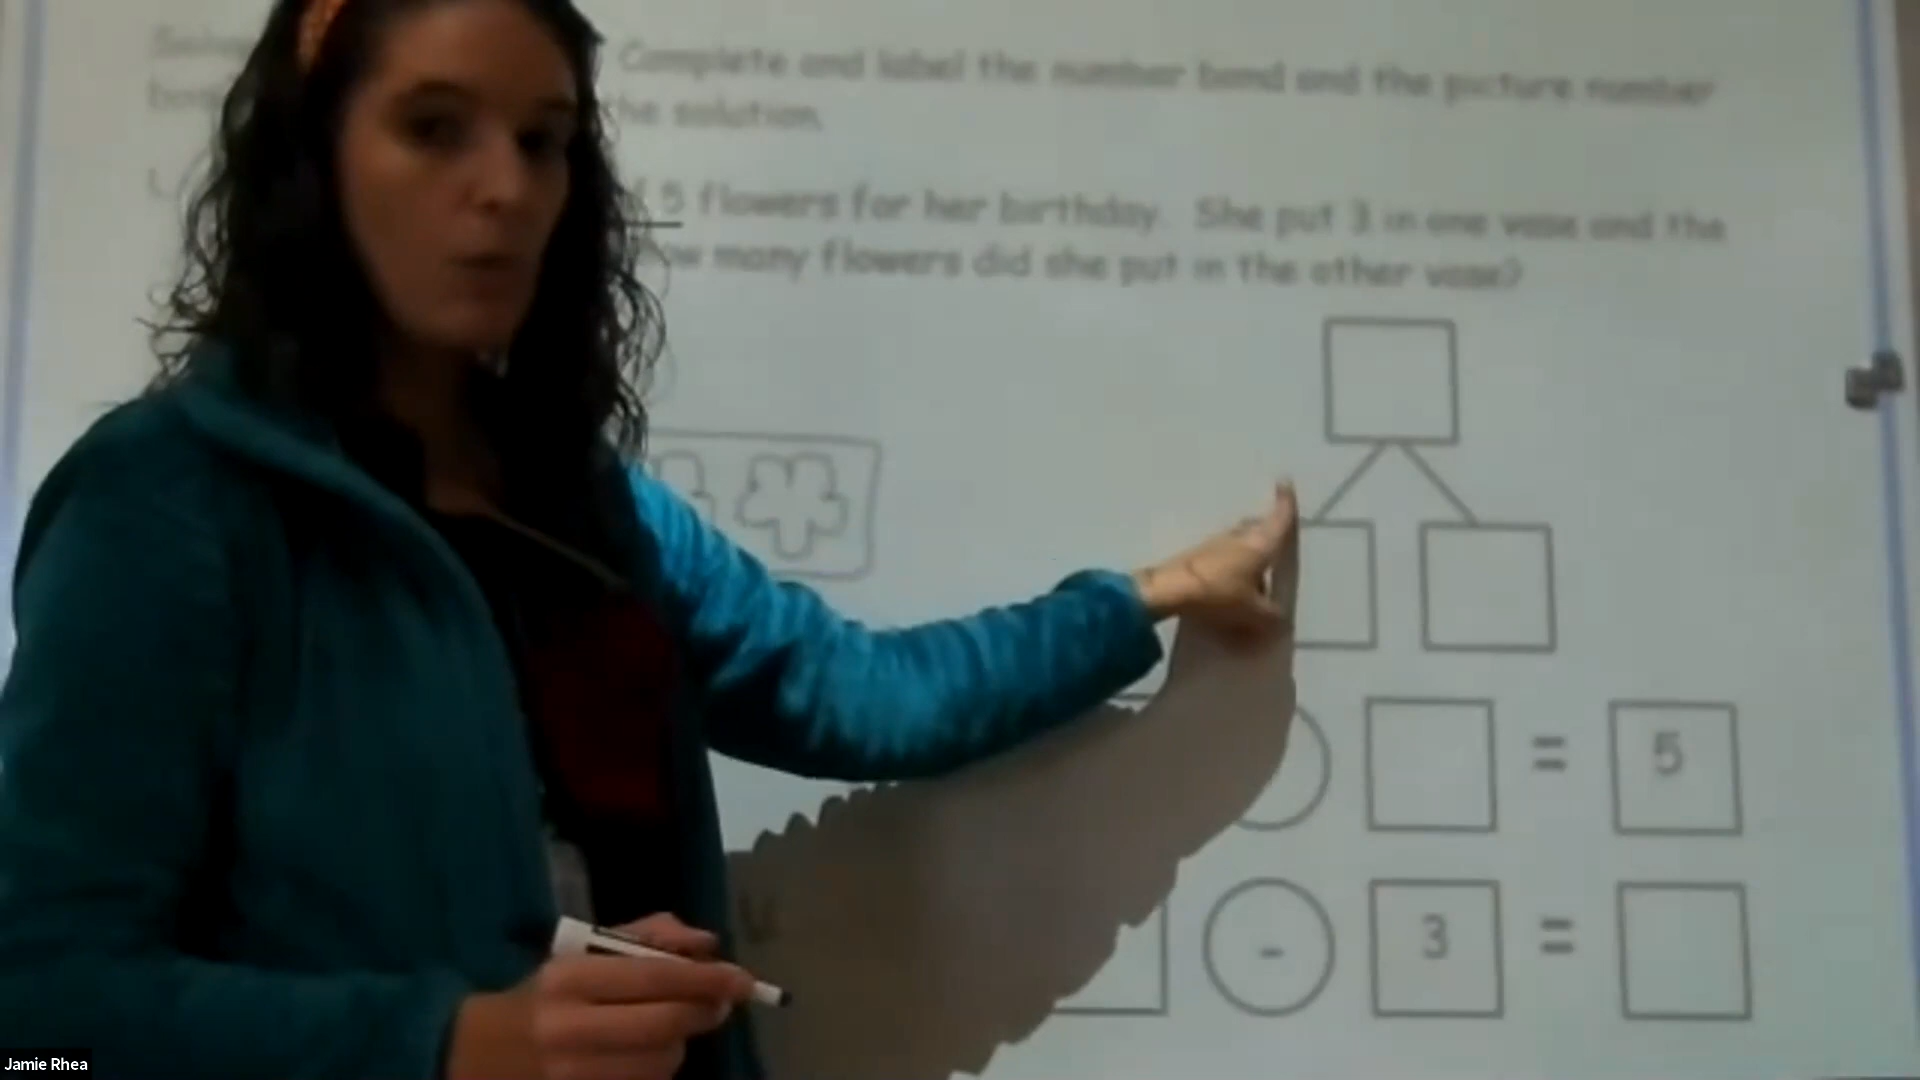 Complete and label the number bond and the picture number
the solution.
5 flowers for her birthday. She put 3 in one vase and the
how many flowers did she put in the other vase?
= 5
- 3 =
Jamie Rhea